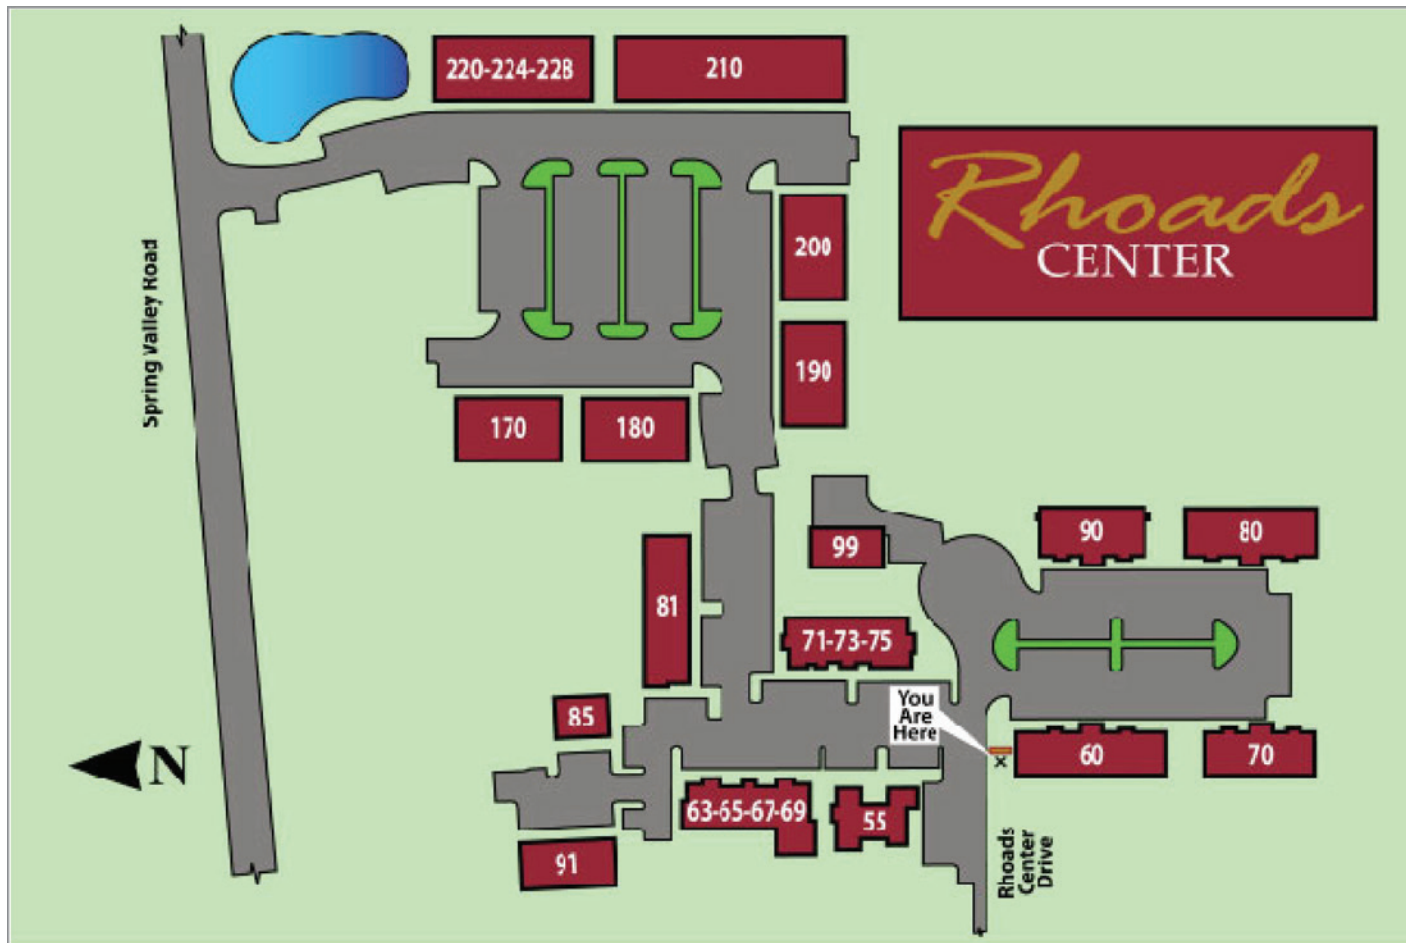 220-224-228
210
Rhoads
CENTER
200
190
Spring Valley Road
170
180
90
80
99
81
71-73-75
You
Are
Here
85
N
60
70
x
63-65-67-69
55
91
Rhoads
Center
Drive